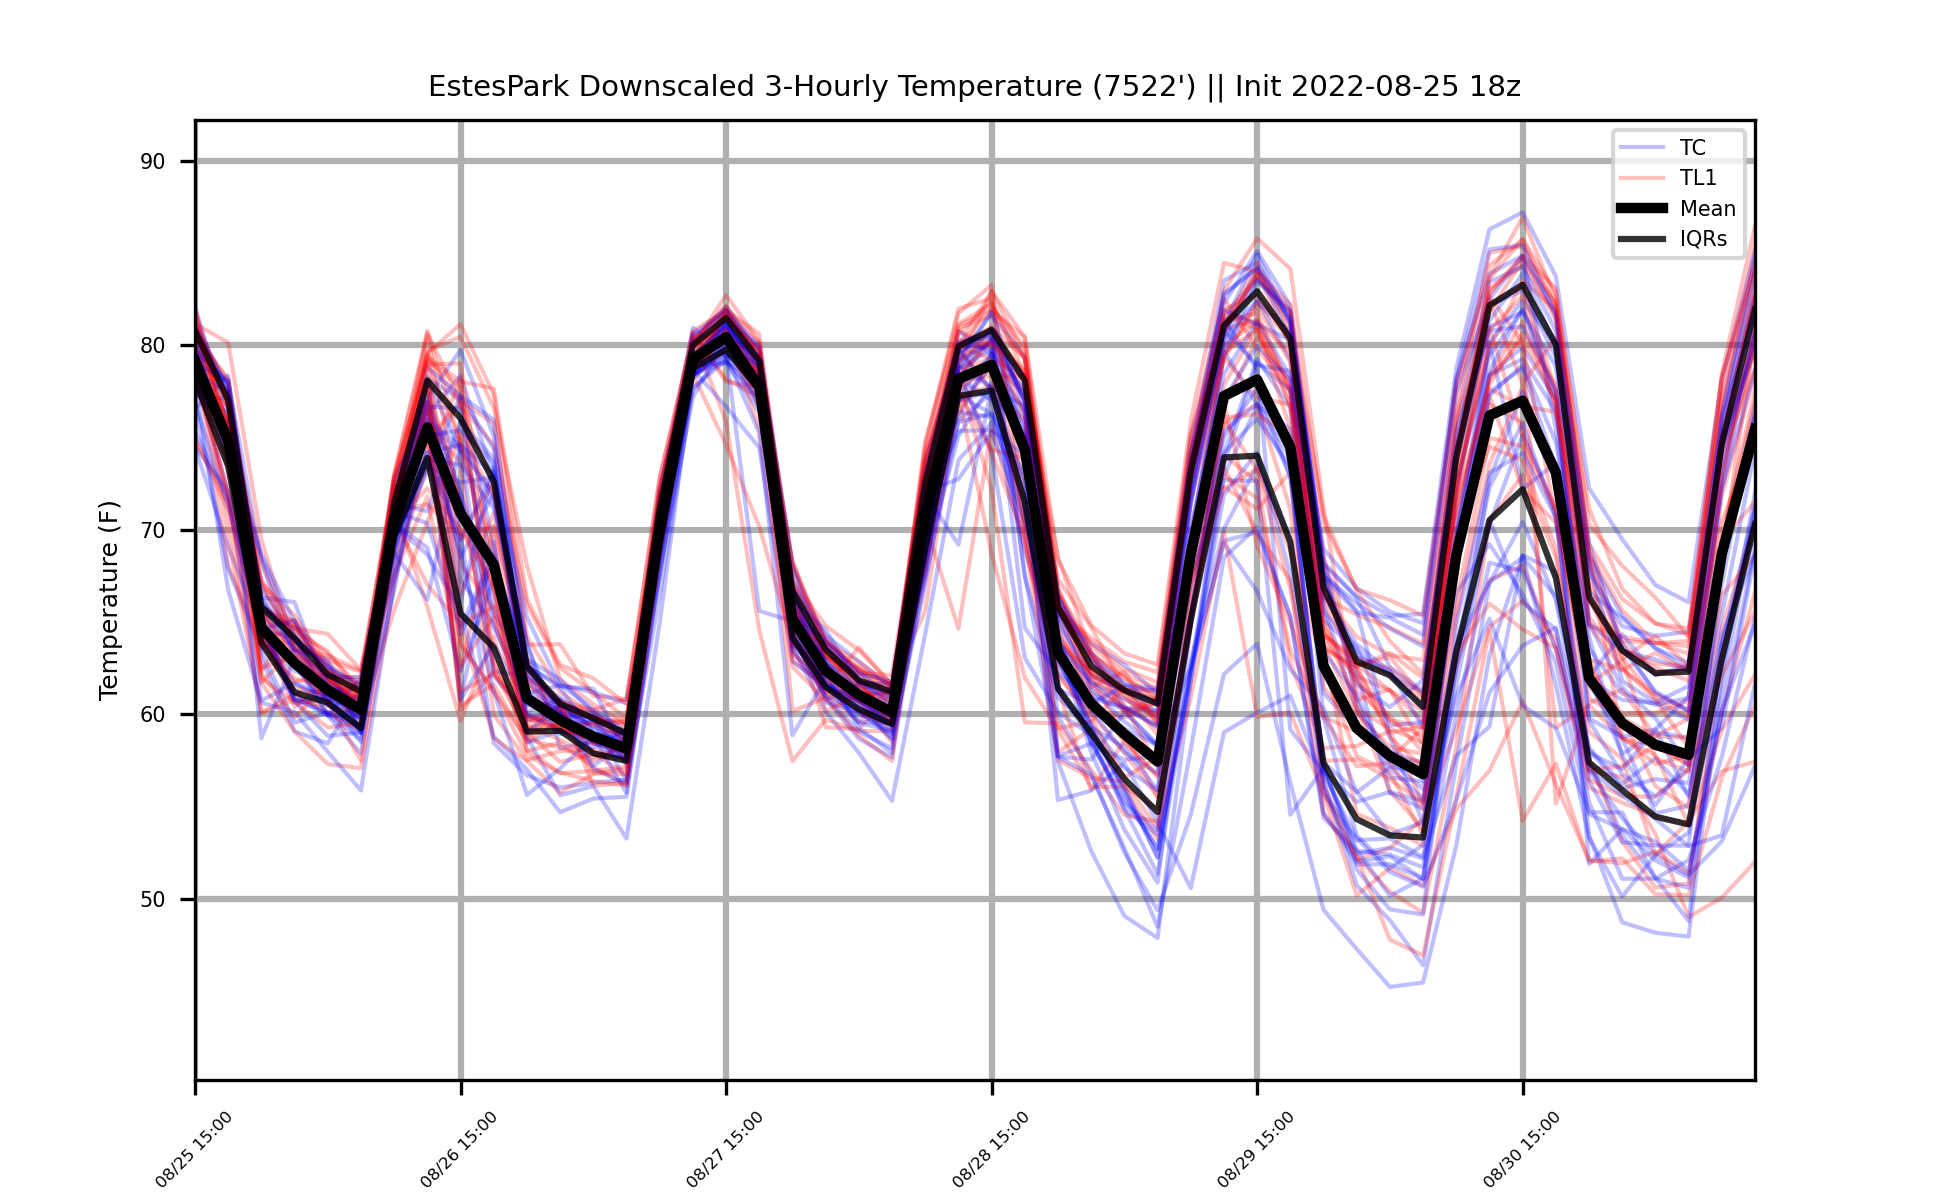 EstesPark Downscaled 3-Hourly Temperature (7522') || Init 2022-08-25 18z
TC
TL1
Mean
IQRs
Temperature (F)
90
80
70
60
50
08/25 15:00
08/26 15:00
08/27 15:00
08/28 15:00
08/29 15:00
08/30 15:00